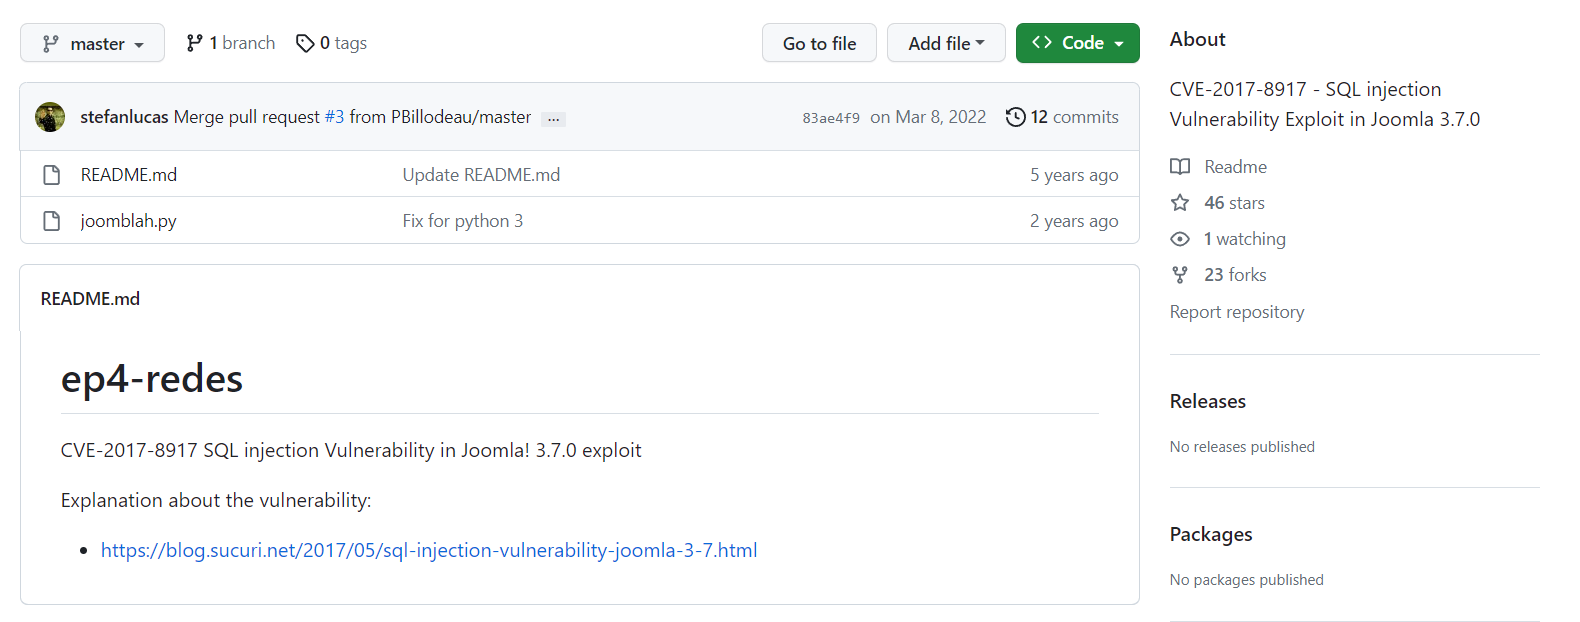 master 1 branch 0 tags Go to file Add file Code
stefanlucas Merge pull request #3 from PBillodeau/master ... 83ae4f9 on Mar 8, 2022 12 commits
README.md Update README.md 5 years ago
joomblah.py Fix for python 3 2 years ago
README.md
ep4-redes
CVE-2017-8917 SQL injection Vulnerability in Joomla! 3.7.0 exploit
Explanation about the vulnerability:
• https://blog.sucuri.net/2017/05/sql-injection-vulnerability-joomla-3-7.html
About
CVE-2017-8917 - SQL injection
Vulnerability Exploit in Joomla 3.7.0
Readme
46 stars
1 watching
23 forks
Report repository
Releases
No releases published
Packages
No packages published